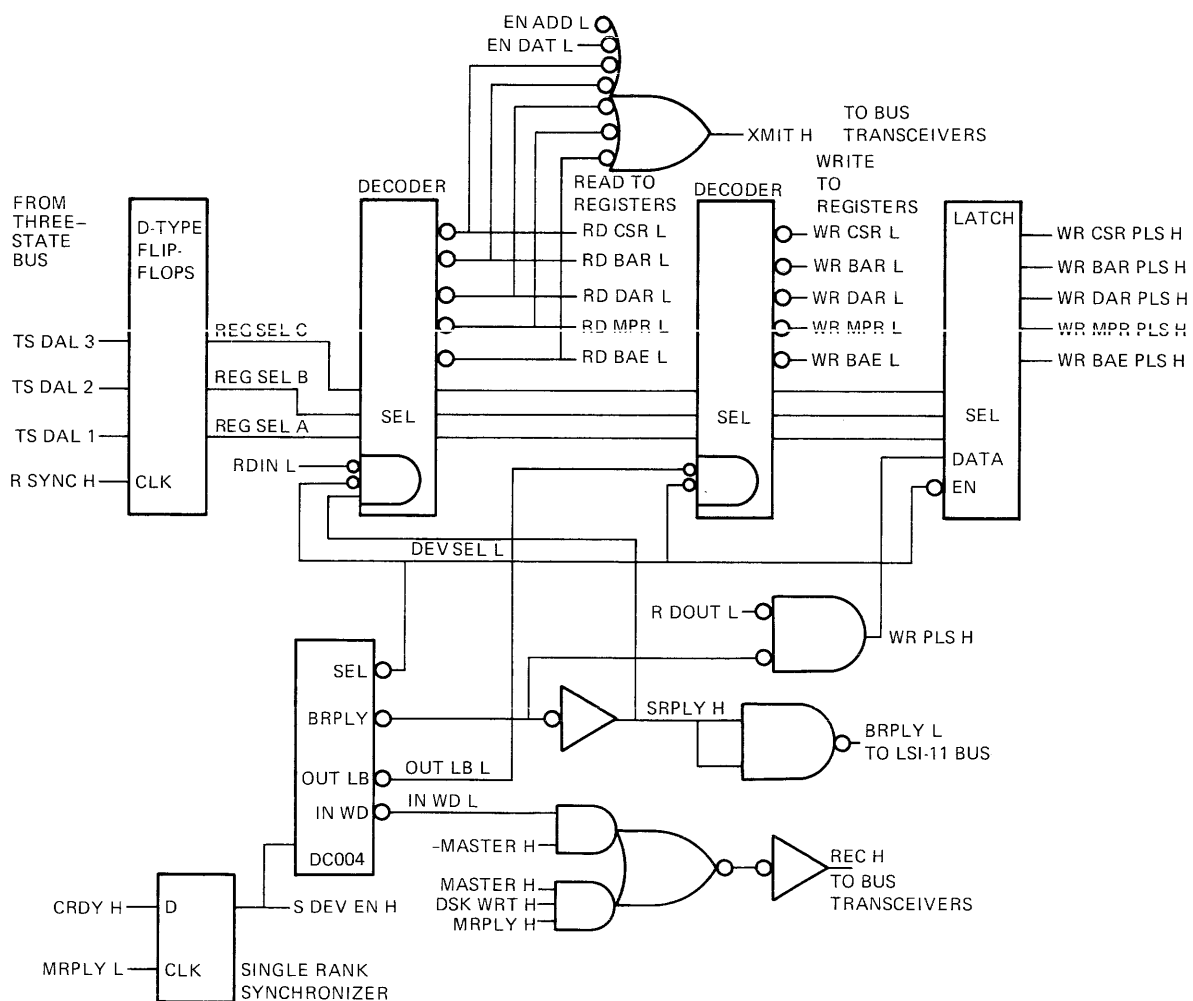 EN ADD L
EN DAT L
XMIT H
TO BUS
TRANSCEIVERS
FROM
THREE-
STATE
BUS
D-TYPE
FLIP-
FLOPS
DECODER
READ TO
REGISTERS
DECODER
WRITE
TO
REGISTERS
LATCH
RD CSR L
RD BAR L
RD DAR L
RD MPR L
RD BAE L
WR CSR L
WR BAR L
WR DAR L
WR MPR L
WR BAE L
WR CSR PLS H
WR BAR PLS H
WR DAR PLS H
WR MPR PLS H
WR BAE PLS H
TS DAL 3
TS DAL 2
TS DAL 1
R SYNC H
CLK
REG SEL C
REG SEL B
REG SEL A
SEL
SEL
SEL
RDIN L
DATA
EN
DEV SEL L
R DOUT L
WR PLS H
SEL
BRPLY
OUT LB
IN WD
DC004
SRPLY H
BRPLY L
TO LSI-11 BUS
OUT LB L
IN WD L
-MASTER H
MASTER H
DSK WRT H
MRPLY H
REC H
TO BUS
TRANSCEIVERS
CRDY H
D
S DEV EN H
MRPLY L
CLK
SINGLE RANK
SYNCHRONIZER